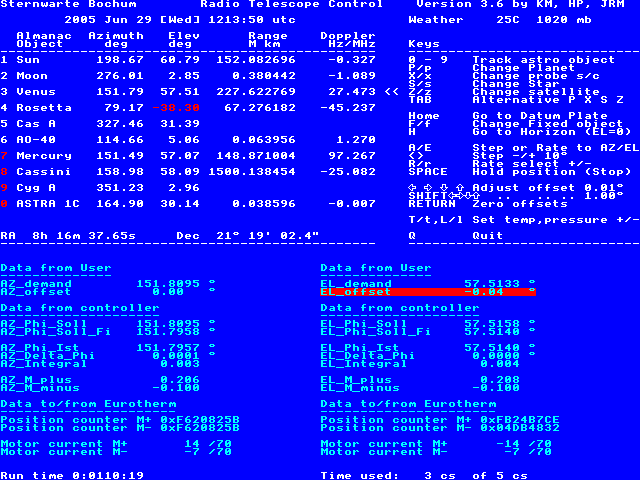 Sternwarte Bochum Radio Telescope Control Version 3.6 by KM, HP, JRM
2005 Jun 29 [Wed] 1213:50 utc Weather 25C 1020 mb
Almanac Azimuth Elev Range Doppler
Object deg deg M km Hz/MHz Keys
1 Sun 198.67 60.79 152.082696 -0.327 0 - 9 Track astro object
P/p Change Planet
2 Moon 276.01 2.85 0.380442 -1.089 X/x Change probe s/c
S/s Change Star
3 Venus 151.79 57.51 227.622769 27.473 << Z/z Change satellite
TAB Alternative P X S Z
4 Rosetta 79.17 -38.30 67.276182 -45.237
Home Go to Datum Plate
5 Cas A 327.46 31.39 F/f Change Fixed object
H Go to Horizon (EL=0)
6 AO-40 114.66 5.06 0.063956 1.270
A/E Step or Rate to AZ/EL
7 Mercury 151.49 57.07 148.871004 97.267 <> Step -/+ 10°
R/r Rate select +/-
8 Cassini 158.98 58.09 1500.138454 -25.082 SPACE Hold position (Stop)
9 Cyg A 351.23 2.96 Adjust offset 0.01°
SHIFT .. .. ... 1.00°
0 ASTRA 1C 164.90 30.14 0.038596 -0.007 RETURN Zero offsets
T/t,L/l Set temp,pressure +/-
RA 8h 16m 37.65s Dec 21° 19' 02.4" Q Quit
Data from User Data from User
AZ_demand 151.8095 ° EL_demand 57.5133 °
AZ_offset 0.00 ° EL_offset -0.04 °
Data from controller Data from controller
AZ_Phi_Soll 151.8095 EL_Phi_Soll 57.5158
AZ_Phi_Soll_Fi 151.7958 ° EL_Phi_Soll_Fi 57.5140 °
AZ_Phi_Ist 151.7957 EL_Phi_Ist 57.5140 °
AZ_Delta_Phi 0.0001 ° EL_Delta_Phi 0.0000 °
AZ_Integral 0.003 EL_Integral 0.004
AZ_M_plus 0.206 EL_M_plus 0.208
AZ_M_minus -0.100 EL_M_minus -0.100
Data to/from Eurotherm Data to/from Eurotherm
Position counter M+ 0xF620825B Position counter M+ 0xFB24B7CE
Position counter M- 0xF620825B Position counter M- 0x04DB4832
Motor current M+ 14 /70 Motor current M+ -14 /70
Motor current M- -7 /70 Motor current M- -7 /70
Run time 0:0110:19 Time used: 3 cs of 5 cs